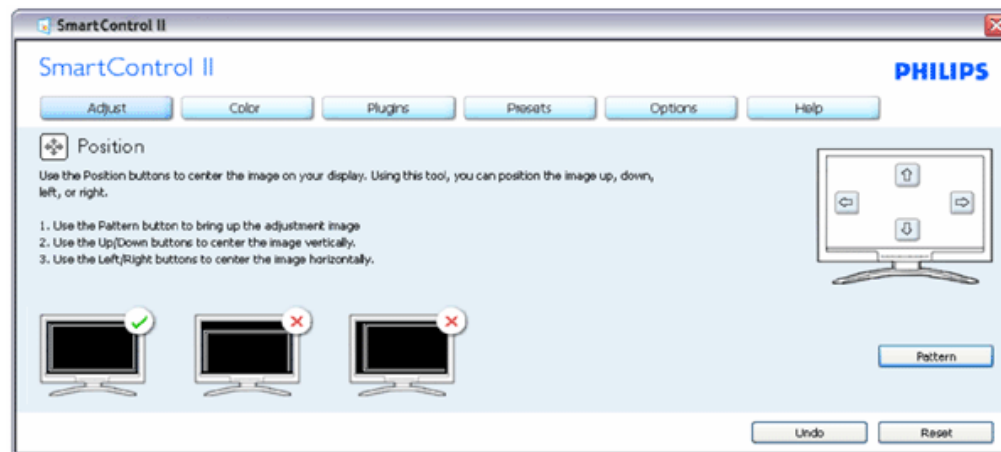 SmartControl II
SmartControl II
PHILIPS
Adjust Color Plugins Presets Options Help
Position
Use the Position buttons to center the image on your display. Using this tool, you can position the image up, down,
left, or right.
1. Use the Pattern button to bring up the adjustment image
2. Use the Up/Down buttons to center the image vertically.
3. Use the Left/Right buttons to center the image horizontally.
Pattern
Undo Reset